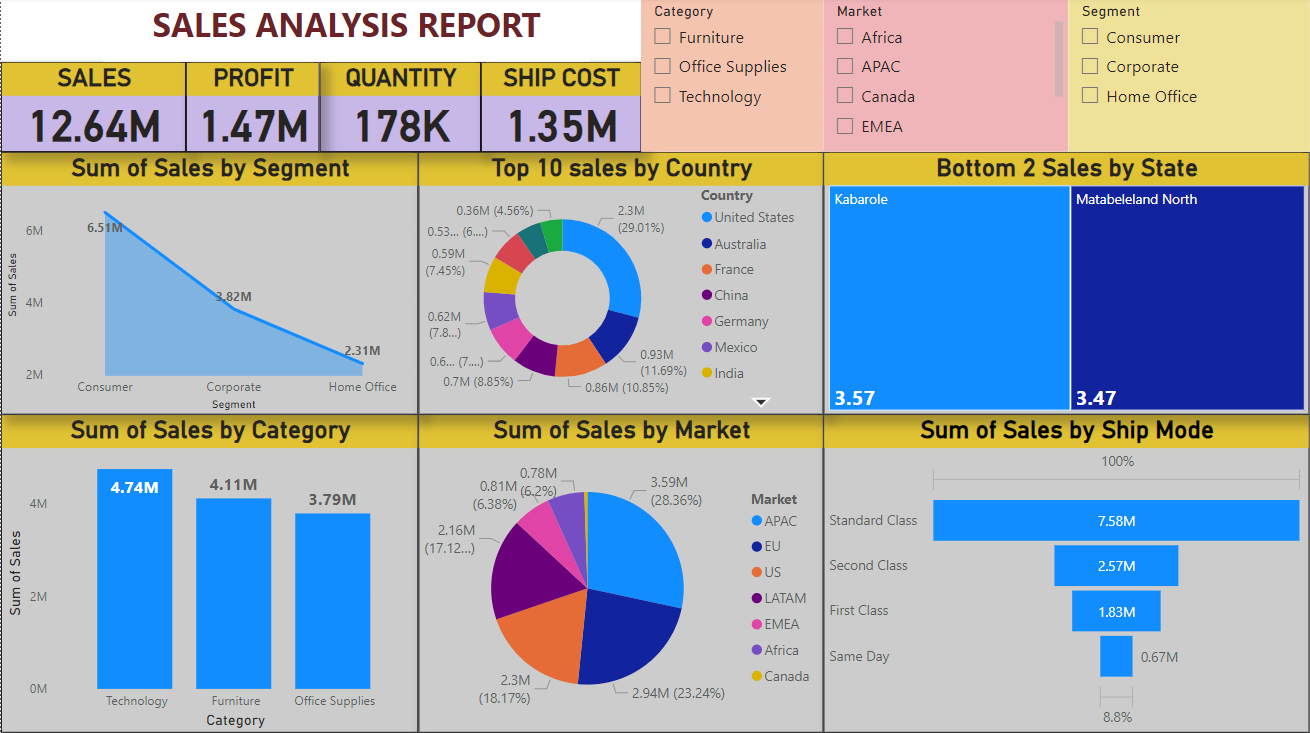 SALES ANALYSIS REPORT
SALES
PROFIT
QUANTITY
SHIP COST
12.64M
1.47M
178K
1.35M
Category
Furniture
Office Supplies
Technology
Market
Africa
APAC
Canada
EMEA
Segment
Consumer
Corporate
Home Office
Sum of Sales by Segment
Sum of Sales
6M
4M
2M
6.51M
3.82M
2.31M
Consumer
Corporate
Home Office
Segment
Top 10 sales by Country
0.36M (4.56%)
0.53... (6....)
0.59M
(7.45%)
0.62M
(7.8...)
0.6... (7....)
0.7M (8.85%)
2.3M
(29.01%)
0.93M
(11.69%)
0.86M (10.85%)
Country
United States
Australia
France
China
Germany
Mexico
India
Bottom 2 Sales by State
Kabarole
3.57
Matabeleland North
3.47
Sum of Sales by Category
Sum of Sales
4M
2M
0M
4.74M
4.11M
3.79M
Technology
Furniture
Office Supplies
Category
Sum of Sales by Market
0.78M
(6.2%)
0.81M
(6.38%)
2.16M
(17.12...)
2.3M
(18.17%)
3.59M
(28.36%)
2.94M (23.24%)
Market
APAC
EU
US
LATAM
EMEA
Africa
Canada
Sum of Sales by Ship Mode
100%
Standard Class
7.58M
Second Class
2.57M
First Class
1.83M
Same Day
0.67M
8.8%